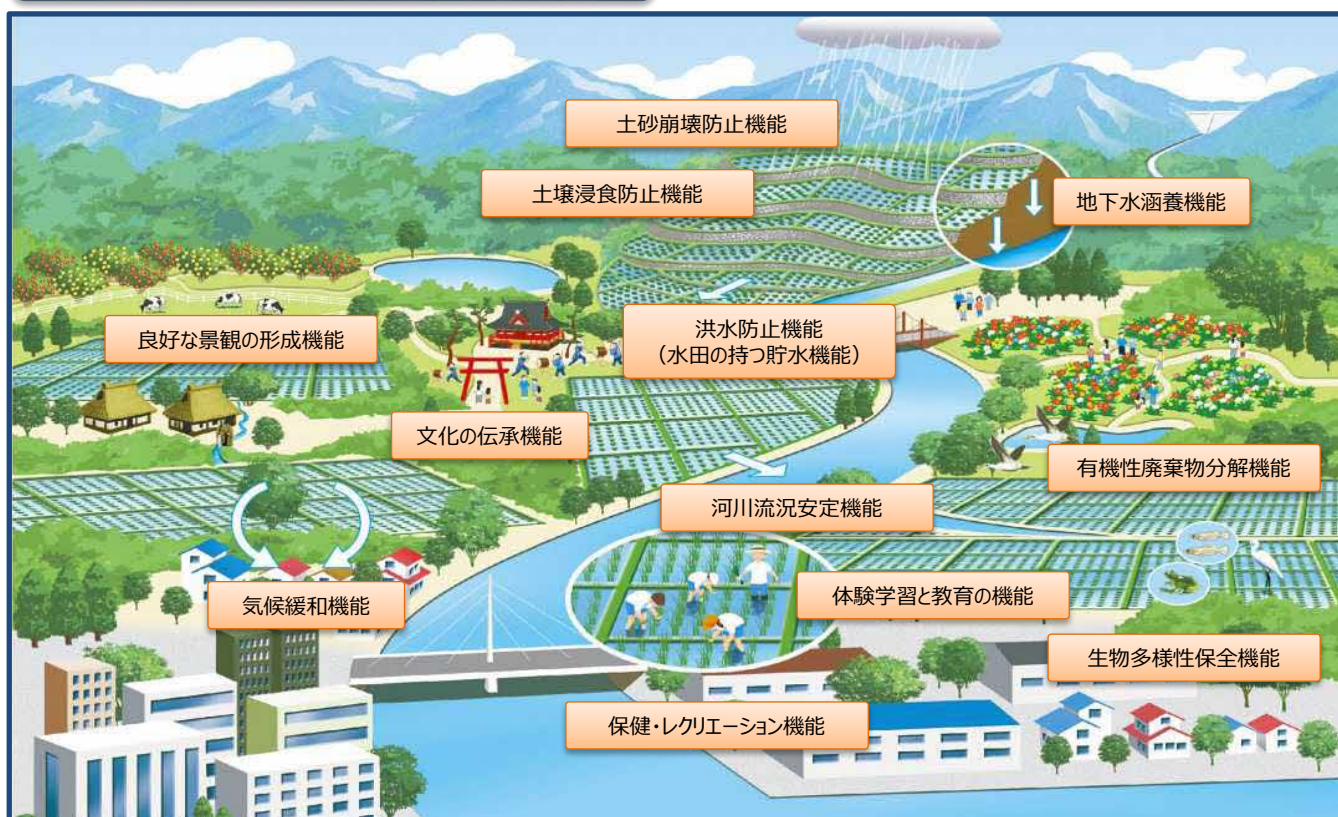 土砂崩壊防止機能
土壌浸食防止機能
地下水涵養機能
良好な景観の形成機能
洪水防止機能
（水田の持つ貯水機能）
文化の伝承機能
有機性廃棄物分解機能
河川流況安定機能
気候緩和機能
体験学習と教育の機能
生物多様性保全機能
保健・レクリエーション機能